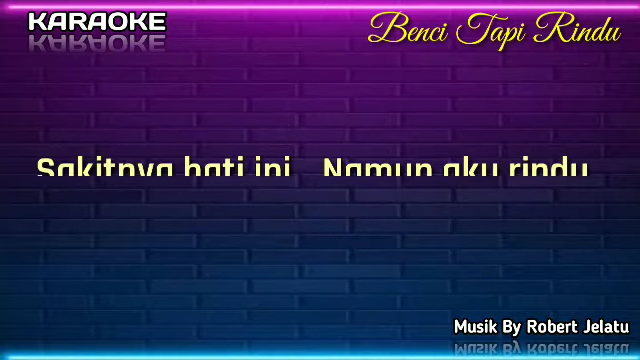 KARAOKE
Benci Tapi Rindu
Sakitnya hati ini Namun aku rindu
Musik By Robert Jelatu